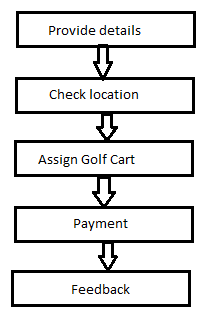 Provide details
Check location
Assign Golf Cart
Payment
Feedback